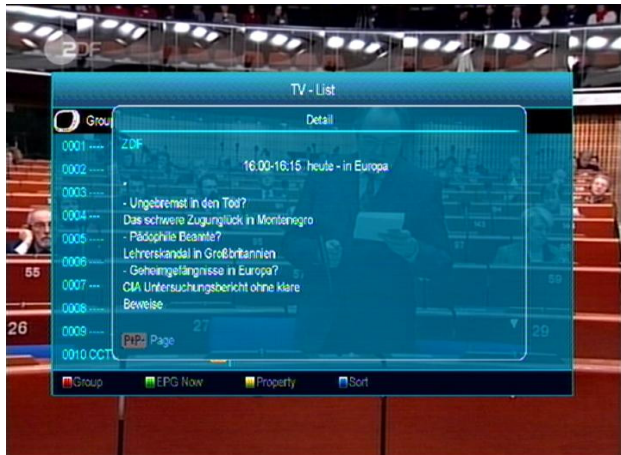 ZDF
TV - List
Group
Detail
0001 ----
ZDF
16:00-16:15 heute - in Europa
0002 ----
0003 ----
-
- Ungebremst in den Tod?
0004 ----
Das schwere Zugunglück in Montenegro
0005 ----
- Pädophile Beamte?
0006 ----
Lehrerskandal in Großbritannien
- Geheimgefängnisse in Europa?
55
57
59
0007 ----
CIA Untersuchungsbericht ohne klare
0008 ----
Beweise
26
27
29
0009 ----
P+P- Page
0010 CCT
Group
EPG Now
Property
Sort